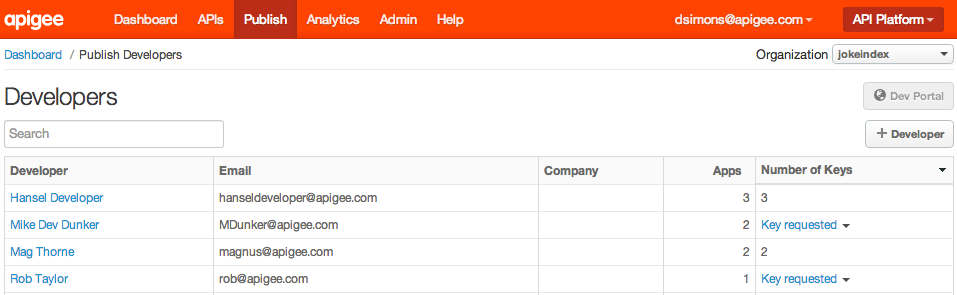 apigee Dashboard APIs Publish Analytics Admin Help dsimons@apigee.com API Platform
Dashboard / Publish Developers Organization jokeindex
Developers Dev Portal
Search + Developer
Developer Email Company Apps Number of Keys
Hansel Developer hanseldeveloper@apigee.com 3 3
Mike Dev Dunker MDunker@apigee.com 2 Key requested
Mag Thorne magnus@apigee.com 2 2
Rob Taylor rob@apigee.com 1 Key requested